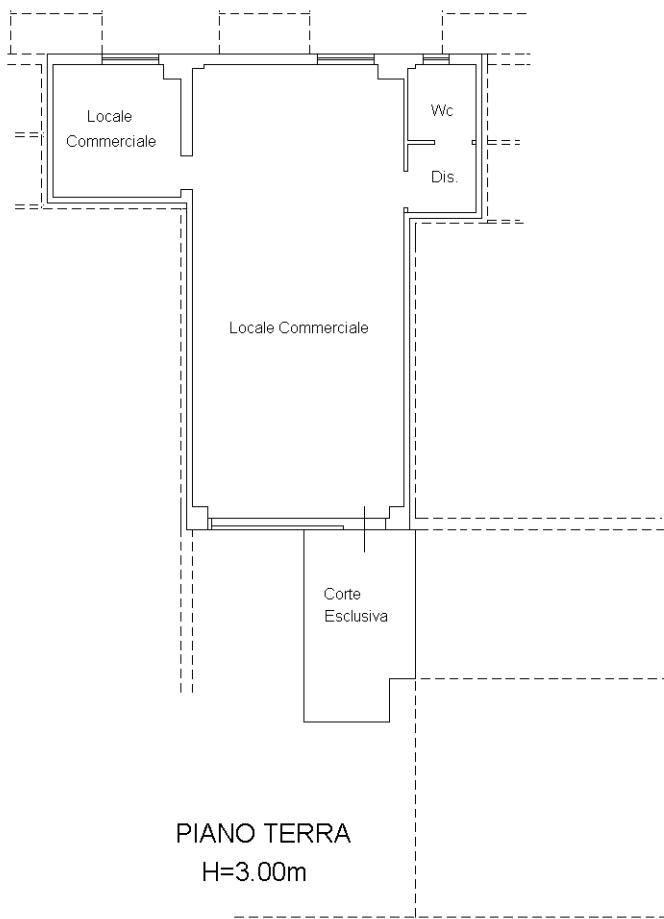 Locale
Commerciale
Wc
Dis.
Locale Commerciale
Corte
Esclusiva
PIANO TERRA
H=3.00m